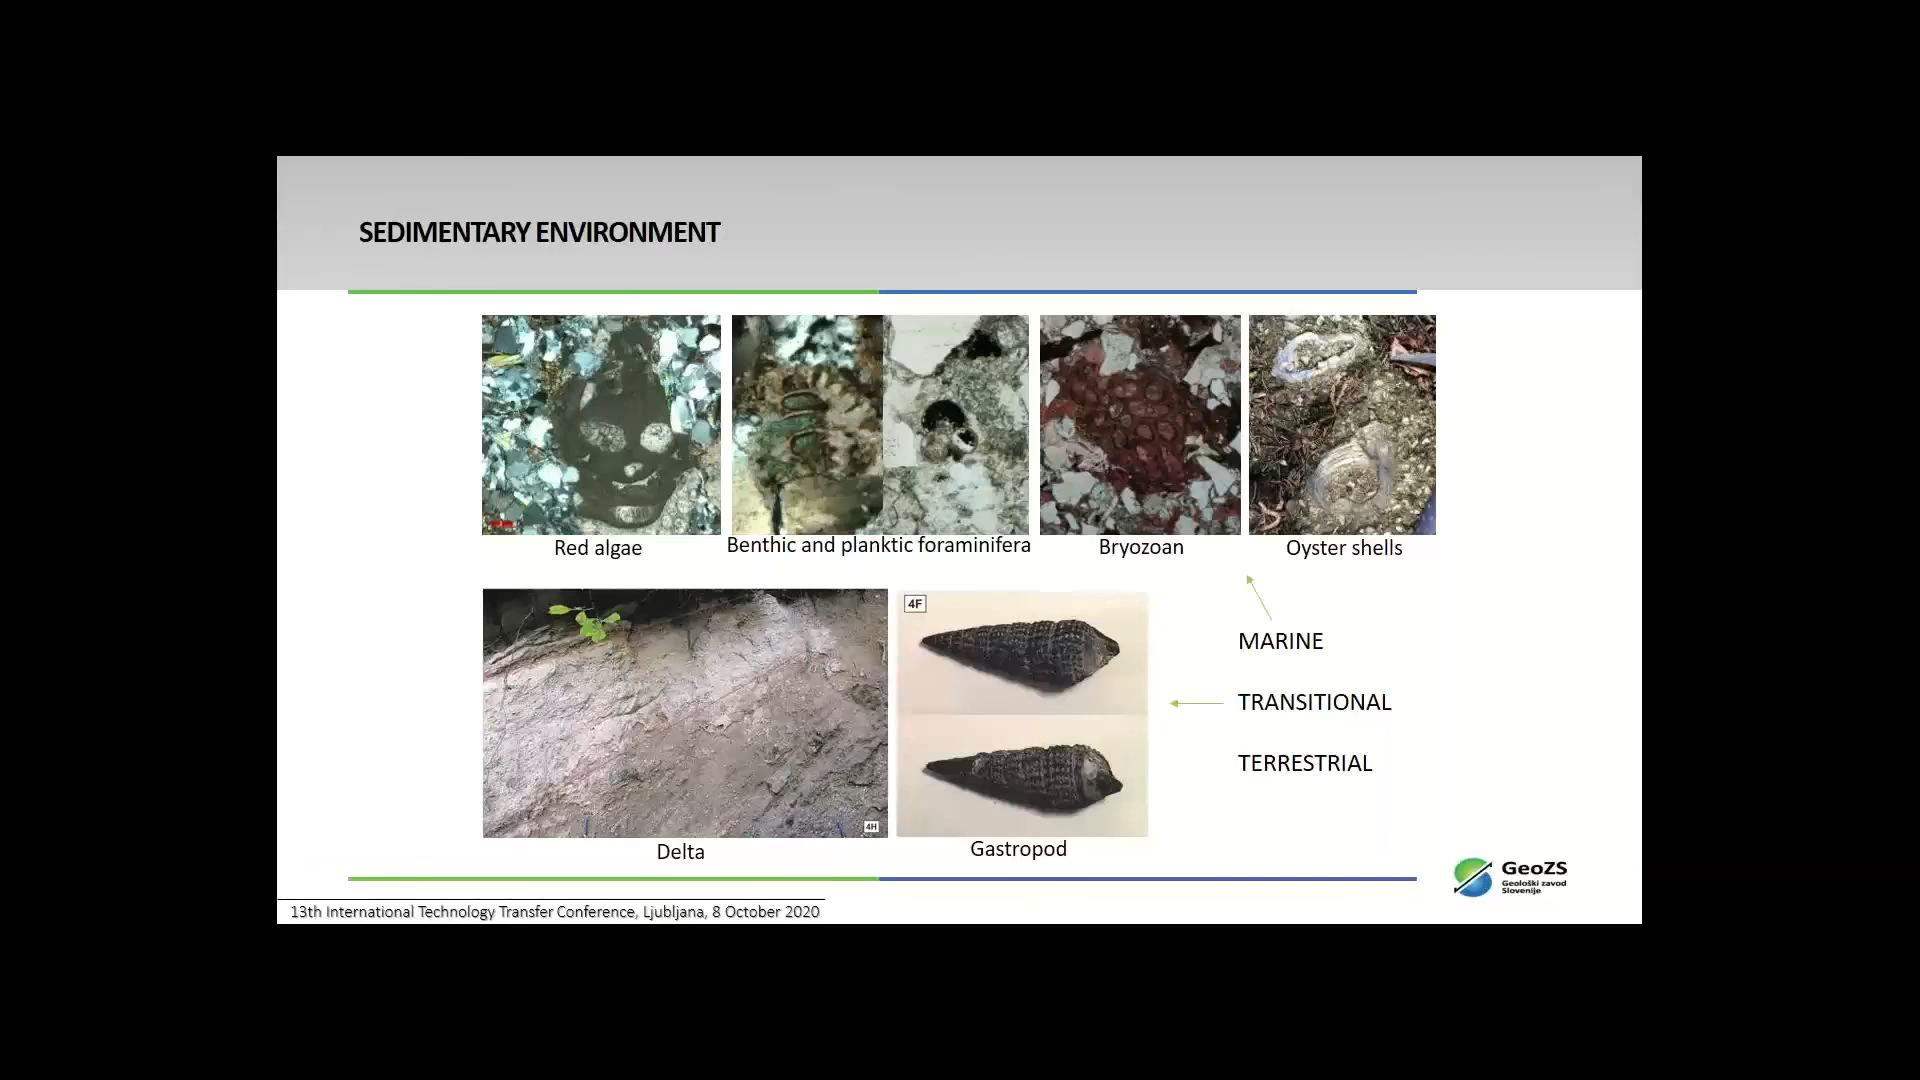 SEDIMENTARY ENVIRONMENT
Red algae
Benthic and planktic foraminifera
Bryozoan
Oyster shells
4F
MARINE
TRANSITIONAL
TERRESTRIAL
4H
Delta
Gastropod
GeoZS
Geološki zavod
Slovenije
13th International Technology Transfer Conference, Ljubljana, 8 October 2020